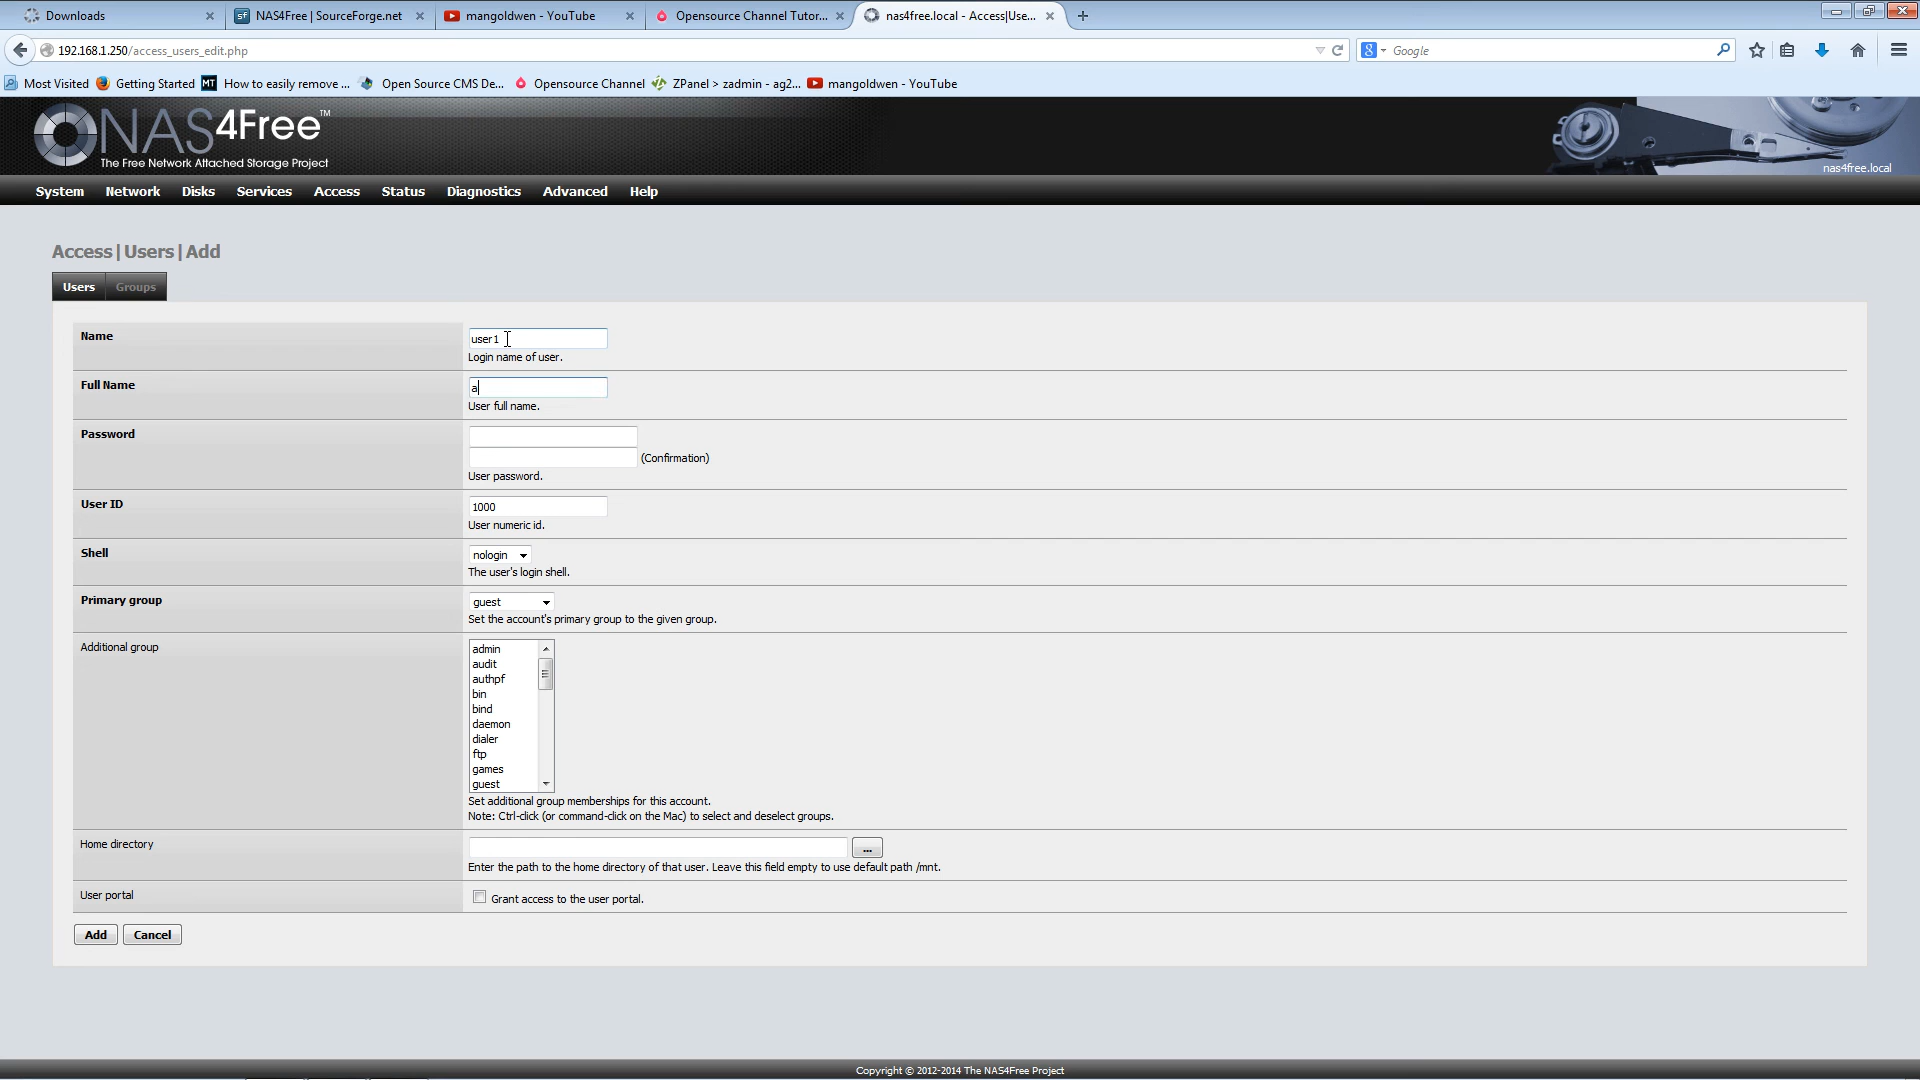 Downloads
NAS4Free | SourceForge.net
mangoldwen - YouTube
Opensource Channel Tutor...
nas4free.local - Access|Use...
192.168.1.250/access_users_edit.php
Google
Most Visited
Getting Started
MT
How to easily remove ...
Open Source CMS De...
Opensource Channel
ZPanel > zadmin - ag2...
mangoldwen - YouTube
NAS4Free™
The Free Network Attached Storage Project
nas4free.local
System Network Disks Services Access Status Diagnostics Advanced Help
Access|Users|Add
Users Groups
Name
user1
Login name of user.
Full Name
a
User full name.
Password
(Confirmation)
User password.
User ID
1000
User numeric id.
Shell
nologin
The user's login shell.
Primary group
guest
Set the account's primary group to the given group.
Additional group
admin
audit
authpf
bin
bind
daemon
dialer
ftp
games
guest
Set additional group memberships for this account.
Note: Ctrl-click (or command-click on the Mac) to select and deselect groups.
Home directory
...
Enter the path to the home directory of that user. Leave this field empty to use default path /mnt.
User portal
Grant access to the user portal.
Add Cancel
Copyright © 2012-2014 The NAS4Free Project